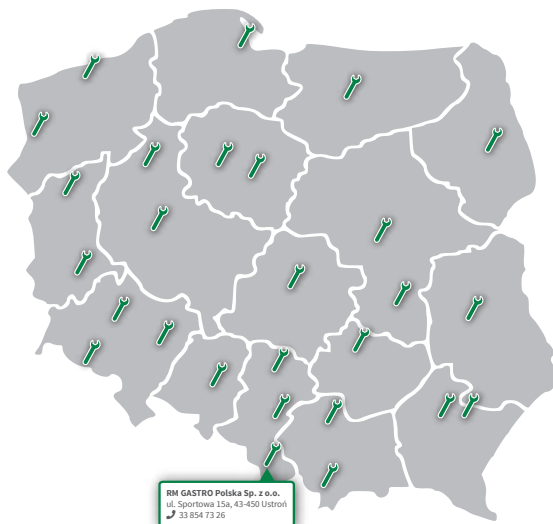 RM GASTRO Polska Sp. z o.o.
ul. Sportowa 15a, 43-450 Ustroń
33 854 73 26